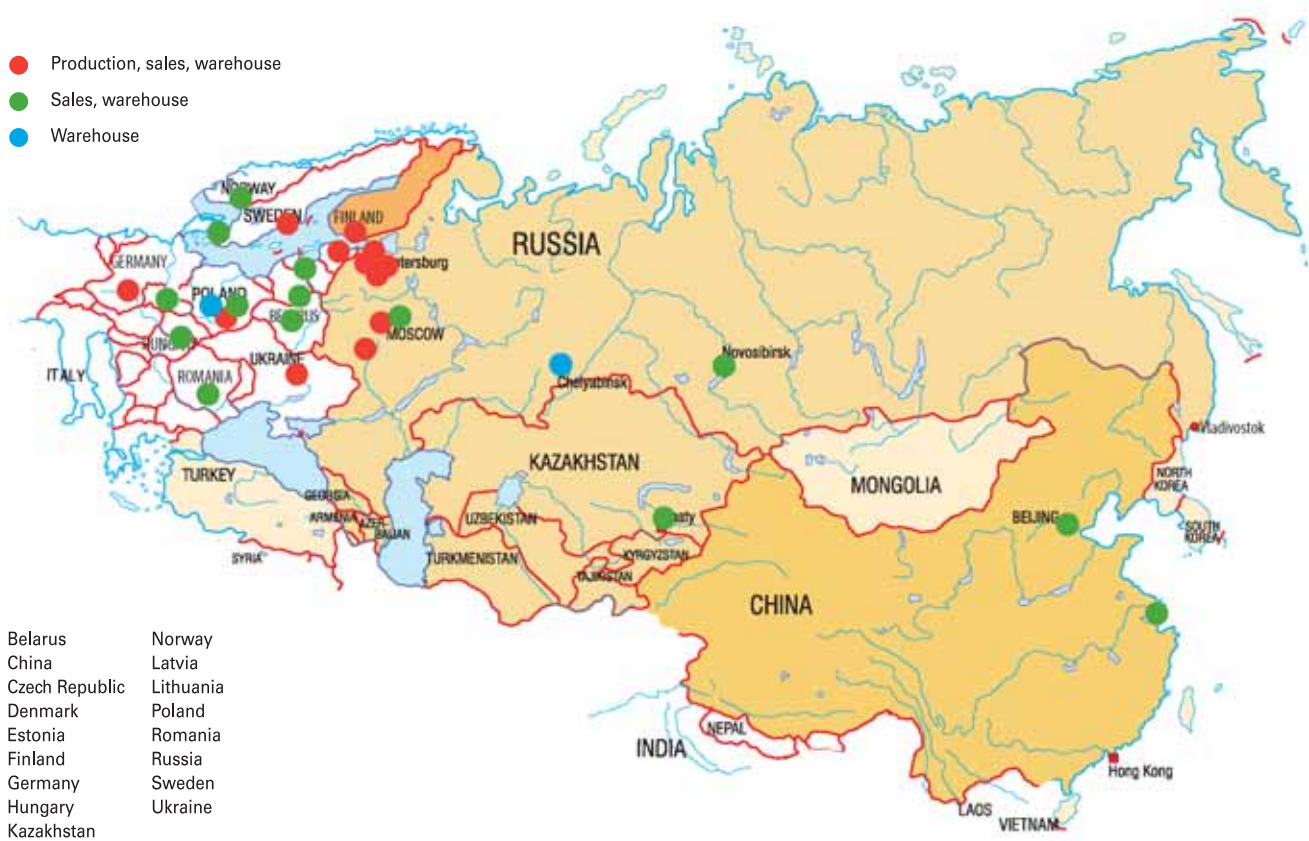 Production, sales, warehouse
Sales, warehouse
Warehouse
NORWAY
SWEDEN
FINLAND
RUSSIA
GERMANY
tersburg
POLAND
MOSCOW
UKRAINE
ITALY
ROMANIA
Novosibirsk
Chelyabinsk
Vladivostok
TURKEY
KAZAKHSTAN
MONGOLIA
NORTH
KOREA
GEORGIA
ARMENIA
AZER-
BAIJAN
UZBEKISTAN
BEIJING
SOUTH
KOREA
SYRIA
TURKMENISTAN
KYRGYZSTAN
TAJIKISTAN
CHINA
NEPAL
INDIA
Hong Kong
LAOS
VIETNAM
Belarus
China
Czech Republic
Denmark
Estonia
Finland
Germany
Hungary
Kazakhstan
Norway
Latvia
Lithuania
Poland
Romania
Russia
Sweden
Ukraine